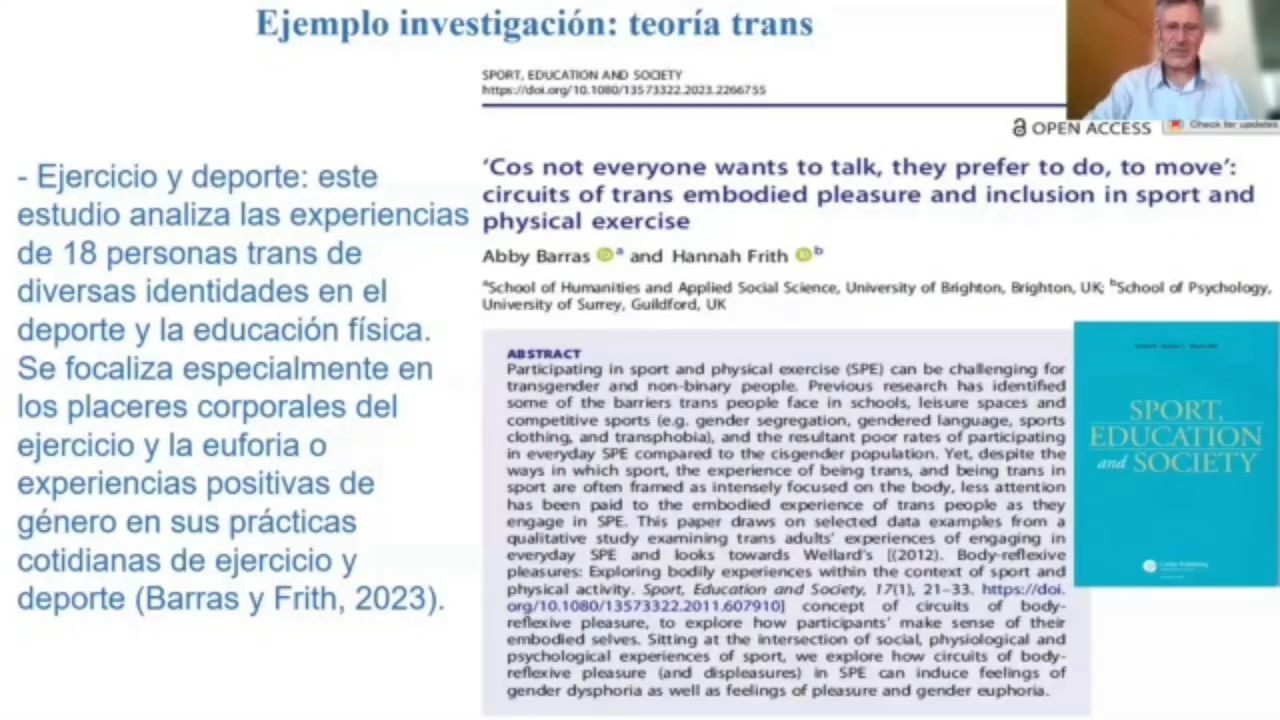 Ejemplo investigación: teoría trans
SPORT, EDUCATION AND SOCIETY
https://doi.org/10.1080/13573322.2023.2266755
OPEN ACCESS
Check for updates
- Ejercicio y deporte: este
estudio analiza las experiencias
de 18 personas trans de
diversas identidades en el
deporte y la educación física.
Se focaliza especialmente en
los placeres corporales del
ejercicio y la euforia o
experiencias positivas de
género en sus prácticas
cotidianas de ejercicio y
deporte (Barras y Frith, 2023).
‘Cos not everyone wants to talk, they prefer to do, to move’:
circuits of trans embodied pleasure and inclusion in sport and
physical exercise
Abby Barras a and Hannah Frith b
aSchool of Humanities and Applied Social Science, University of Brighton, Brighton, UK; bSchool of Psychology,
University of Surrey, Guildford, UK
ABSTRACT
Participating in sport and physical exercise (SPE) can be challenging for
transgender and non-binary people. Previous research has identified
some of the barriers trans people face in schools, leisure spaces and
competitive sports (e.g. gender segregation, gendered language, sports
clothing, and transphobia), and the resultant poor rates of participating
in everyday SPE compared to the cisgender population. Yet, despite the
ways in which sport, the experience of being trans, and being trans in
sport are often framed as intensely focused on the body, less attention
has been paid to the embodied experience of trans people as they
engage in SPE. This paper draws on selected data examples from a
qualitative study examining trans adults’ experiences of engaging in
everyday SPE and looks towards Wellard’s [(2012). Body-reflexive
pleasures: Exploring bodily experiences within the context of sport and
physical activity. Sport, Education and Society, 17(1), 21–33. https://doi.
org/10.1080/13573322.2011.607910] concept of circuits of body-
reflexive pleasure, to explore how participants’ make sense of their
embodied selves. Sitting at the intersection of social, physiological and
psychological experiences of sport, we explore how circuits of body-
reflexive pleasure (and displeasures) in SPE can induce feelings of
gender dysphoria as well as feelings of pleasure and gender euphoria.
SPORT,
EDUCATION
and SOCIETY